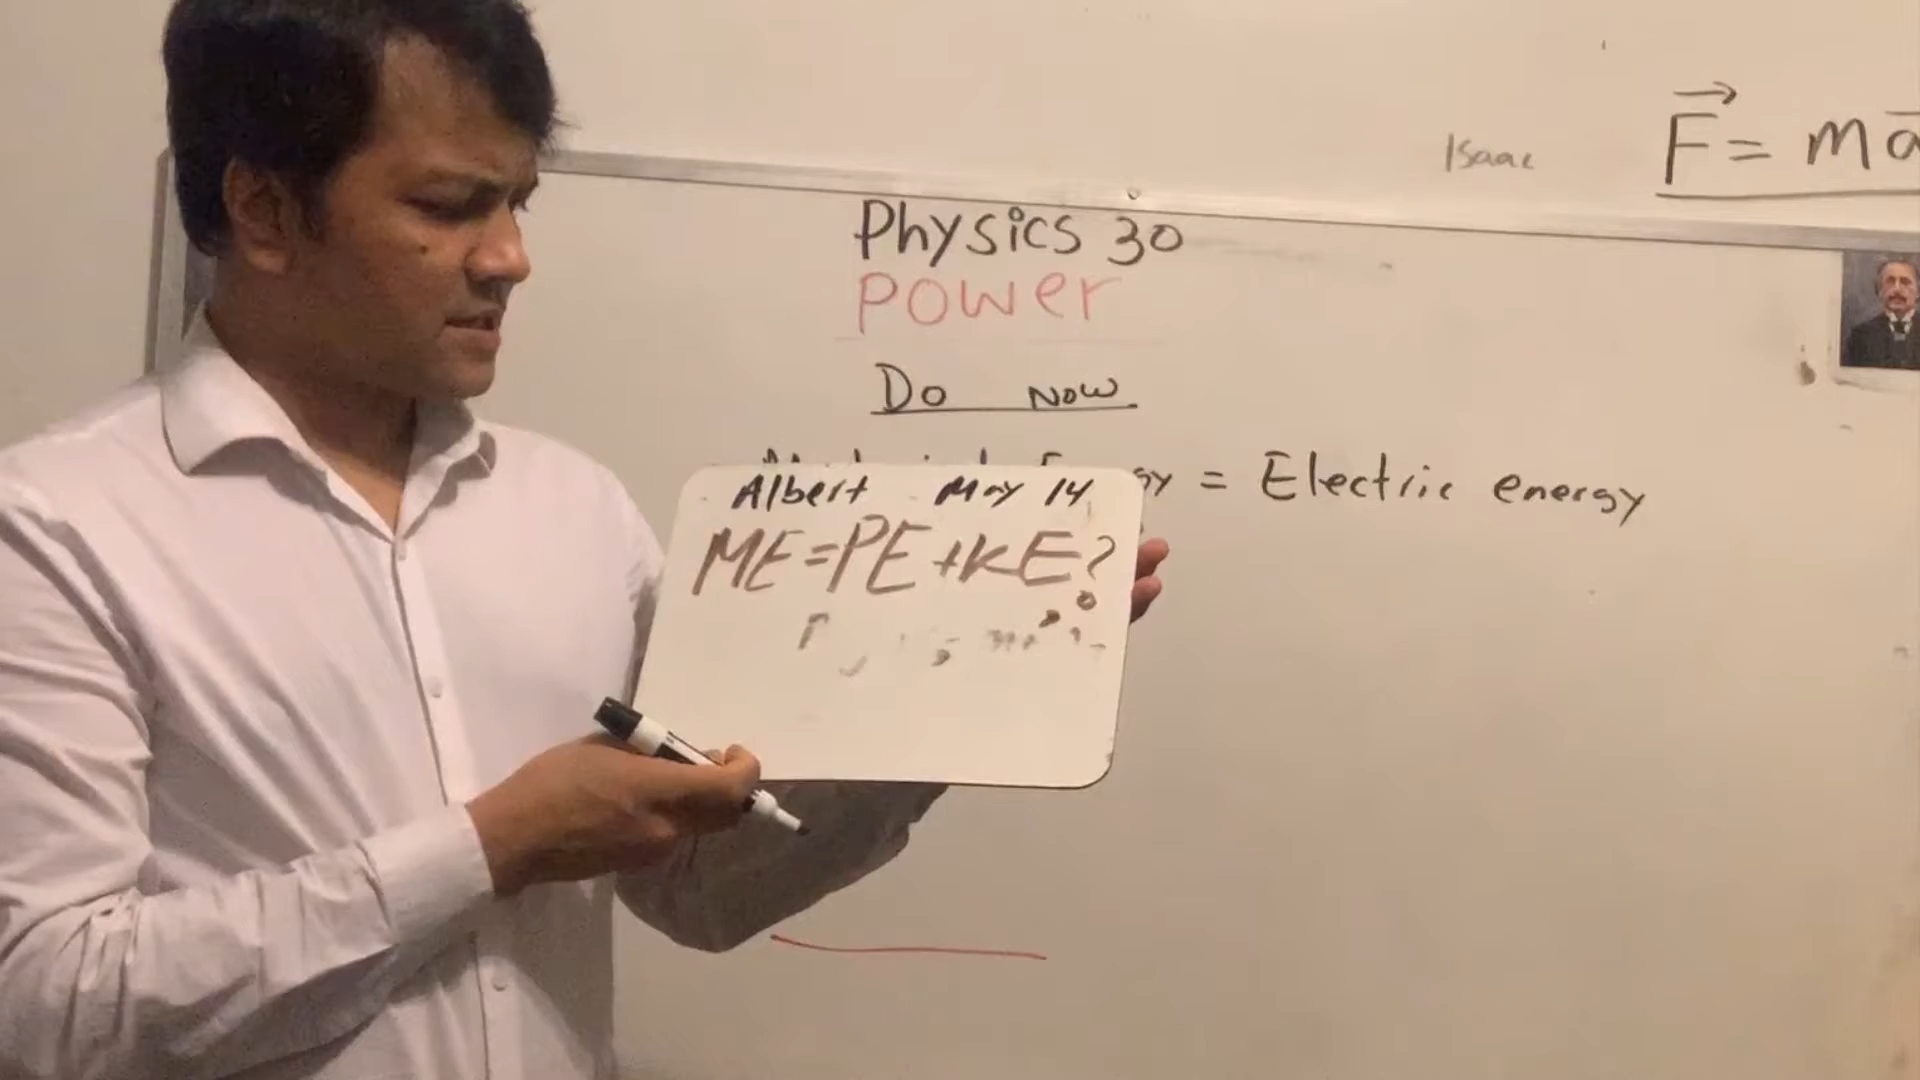 Isaac
F = ma
Physics 30
Power
Do Now
= Electric energy
Albert May 14
ME=PE+KE?